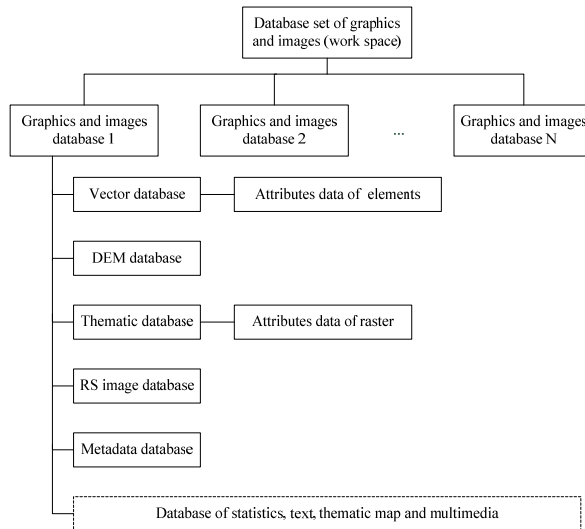 Database set of graphics
and images (work space)
Graphics and images
database 1
Graphics and images
database 2
...
Graphics and images
database N
Vector database
Attributes data of elements
DEM database
Thematic database
Attributes data of raster
RS image database
Metadata database
Database of statistics, text, thematic map and multimedia